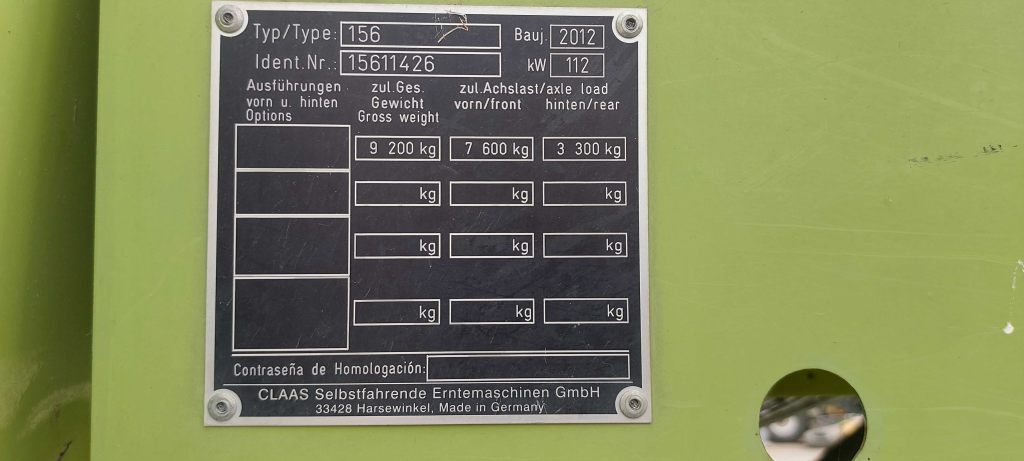 Typ/Type: 156 Bauj. 2012
Ident.Nr.: 15611426 kW 112
Ausführungen zul.Ges. zul.Achslast/axle load
vorn u. hinten Gewicht vorn/front hinten/rear
Options Gross weight
9 200 kg 7 600 kg 3 300 kg
kg kg kg
kg kg kg
kg kg kg
Contraseña de Homologación:
CLAAS Selbstfahrende Erntemaschinen GmbH
33428 Harsewinkel, Made in Germany